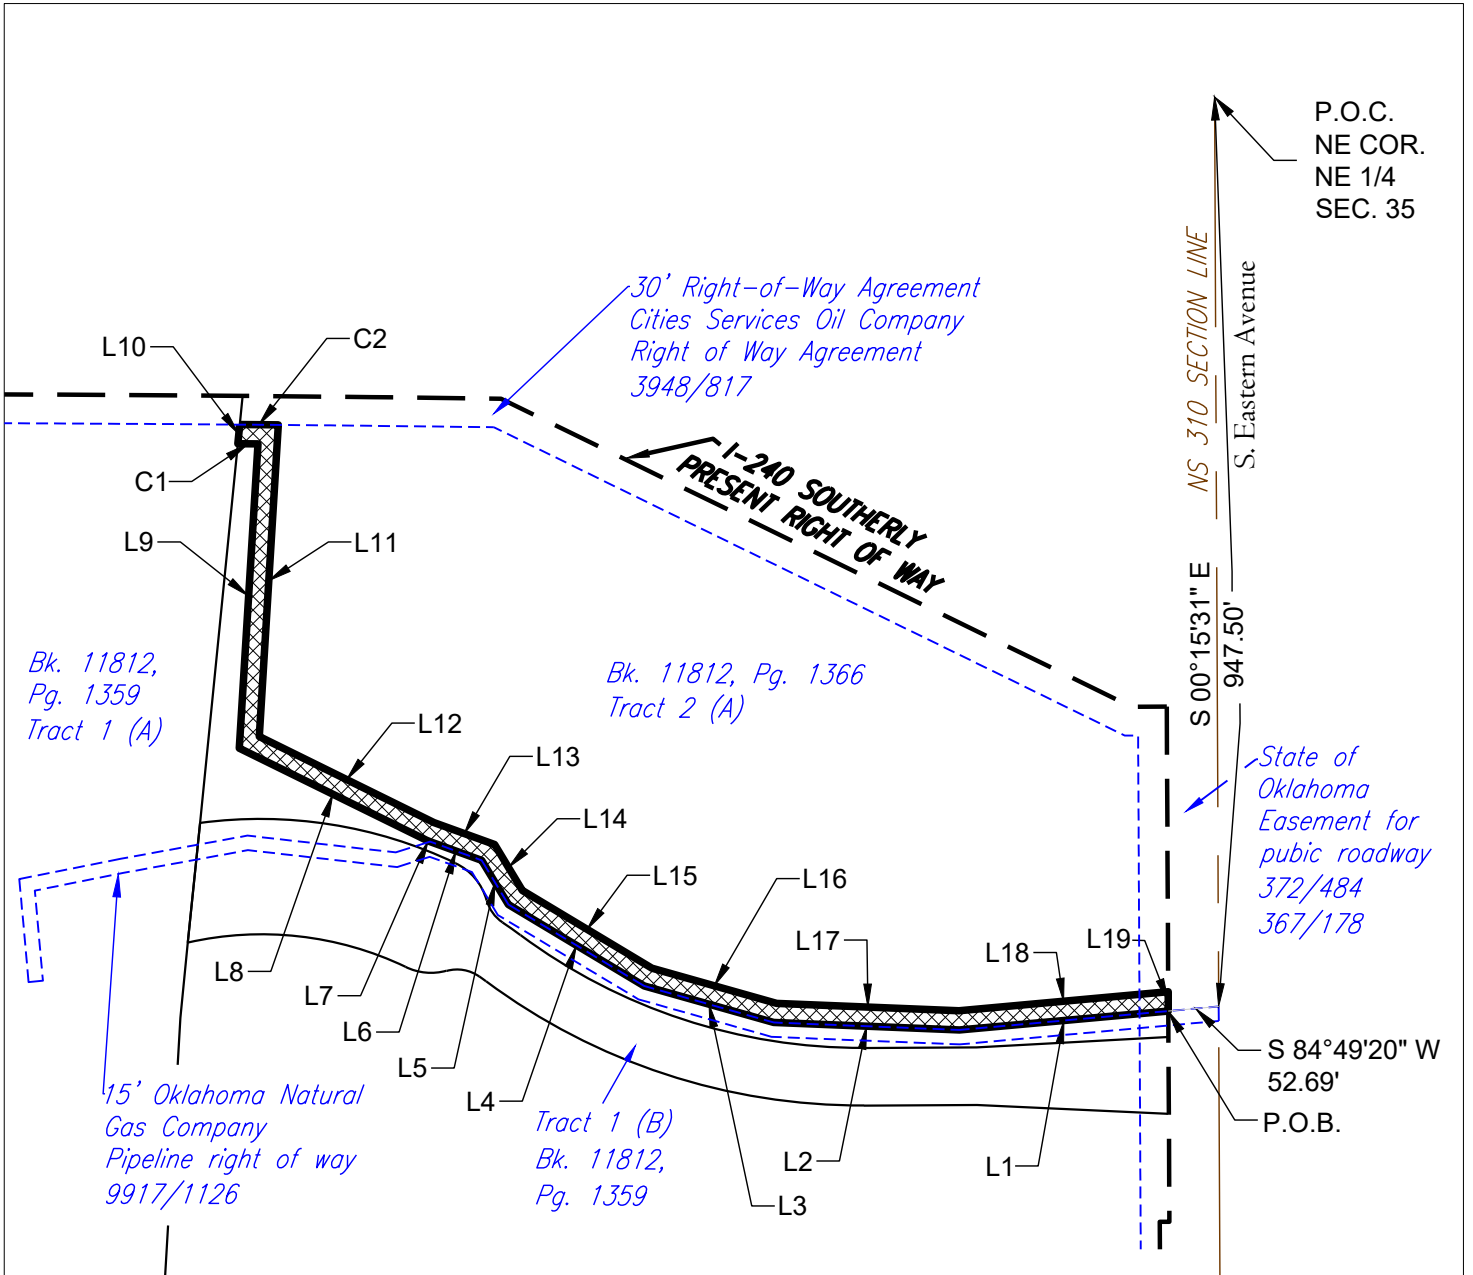 P.O.C.
NE COR.
NE 1/4
SEC. 35
NS 310 SECTION LINE
S. Eastern Avenue
30' Right-of-Way Agreement
Cities Services Oil Company
Right of Way Agreement
3948/817
L10
C2
C1
I-240 SOUTHERLY
PRESENT RIGHT OF WAY
L9
L11
S 00°15'31" E
947.50'
Bk. 11812,
Pg. 1359
Tract 1 (A)
Bk. 11812, Pg. 1366
Tract 2 (A)
L12
L13
L14
State of
Oklahoma
Easement for
pubic roadway
372/484
367/178
L15
L16
L17
L18
L19
L8
L7
L6
L5
L4
S 84°49'20" W
52.69'
P.O.B.
15' Oklahoma Natural
Gas Company
Pipeline right of way
9917/1126
Tract 1 (B)
Bk. 11812,
Pg. 1359
L2
L1
L3